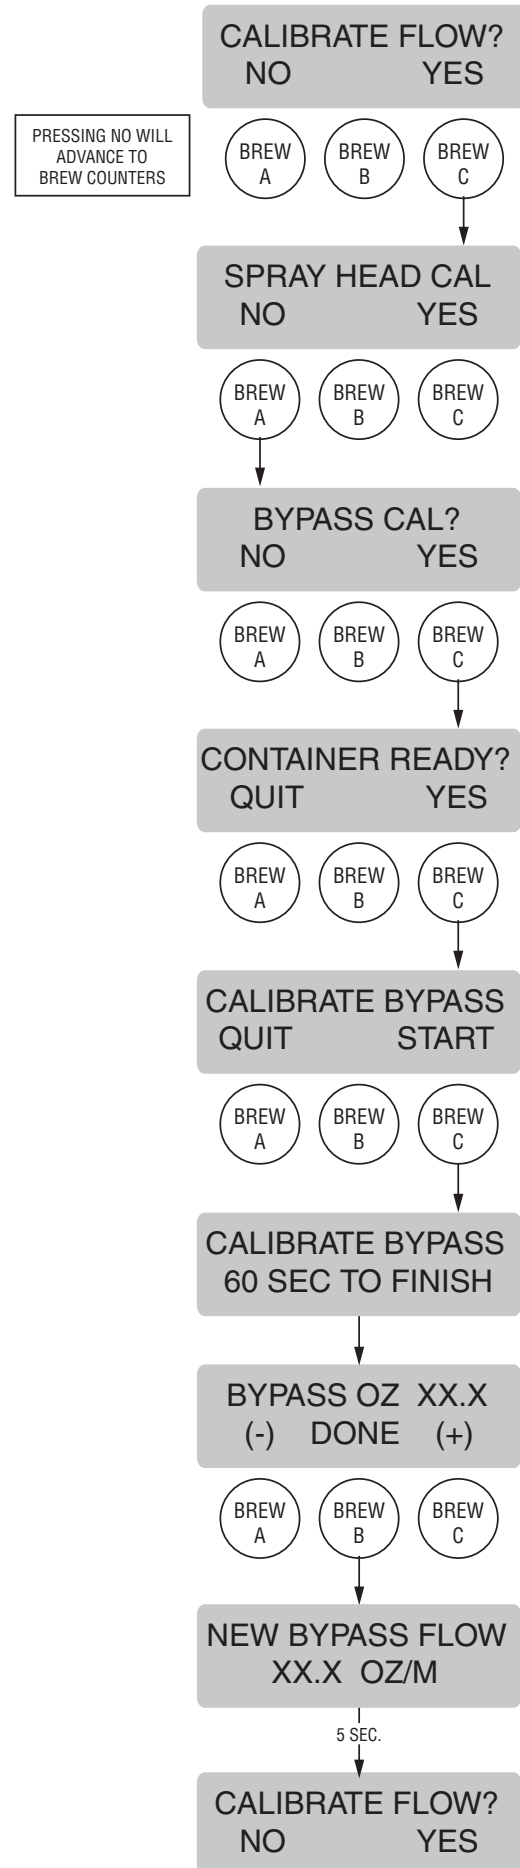 CALIBRATE FLOW?
NO YES
PRESSING NO WILL
ADVANCE TO
BREW COUNTERS
BREW A
BREW B
BREW C
SPRAY HEAD CAL
NO YES
BREW A
BREW B
BREW C
BYPASS CAL?
NO YES
BREW A
BREW B
BREW C
CONTAINER READY?
QUIT YES
BREW A
BREW B
BREW C
CALIBRATE BYPASS
QUIT START
BREW A
BREW B
BREW C
CALIBRATE BYPASS
60 SEC TO FINISH
BYPASS OZ XX.X
(-) DONE (+)
BREW A
BREW B
BREW C
NEW BYPASS FLOW
XX.X OZ/M
5 SEC.
CALIBRATE FLOW?
NO YES